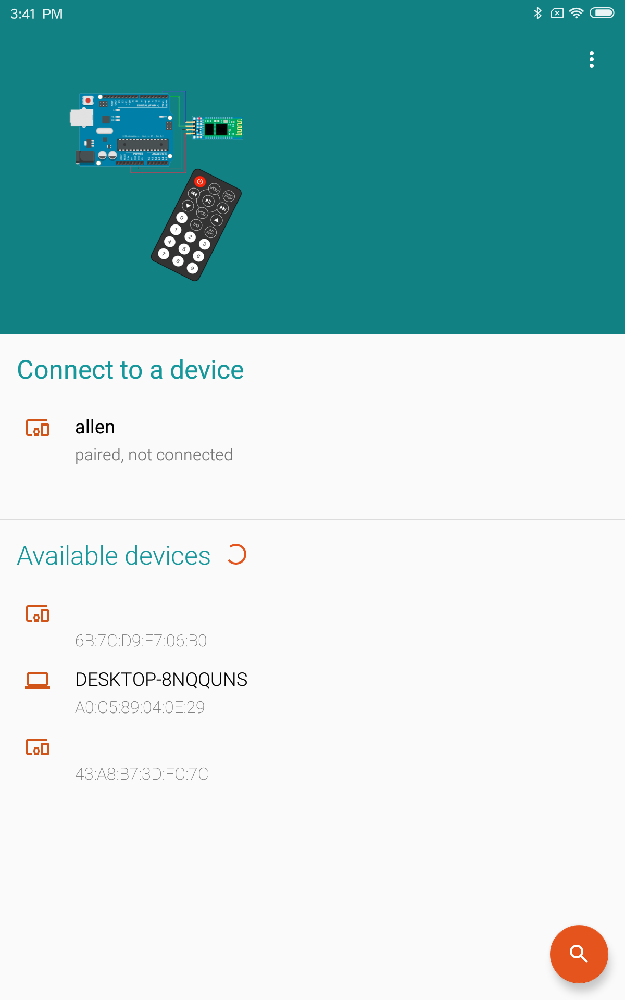 3:41 PM
DIGITAL (PWM~)
POWER
ANALOG IN
VOL+
FUNC/
STOP
VOL-
0
EQ
ST/
REPT
1
2
3
4
5
6
7
8
9
Connect to a device
allen
paired, not connected
Available devices
6B:7C:D9:E7:06:B0
DESKTOP-8NQQUNS
A0:C5:89:04:0E:29
43:A8:B7:3D:FC:7C